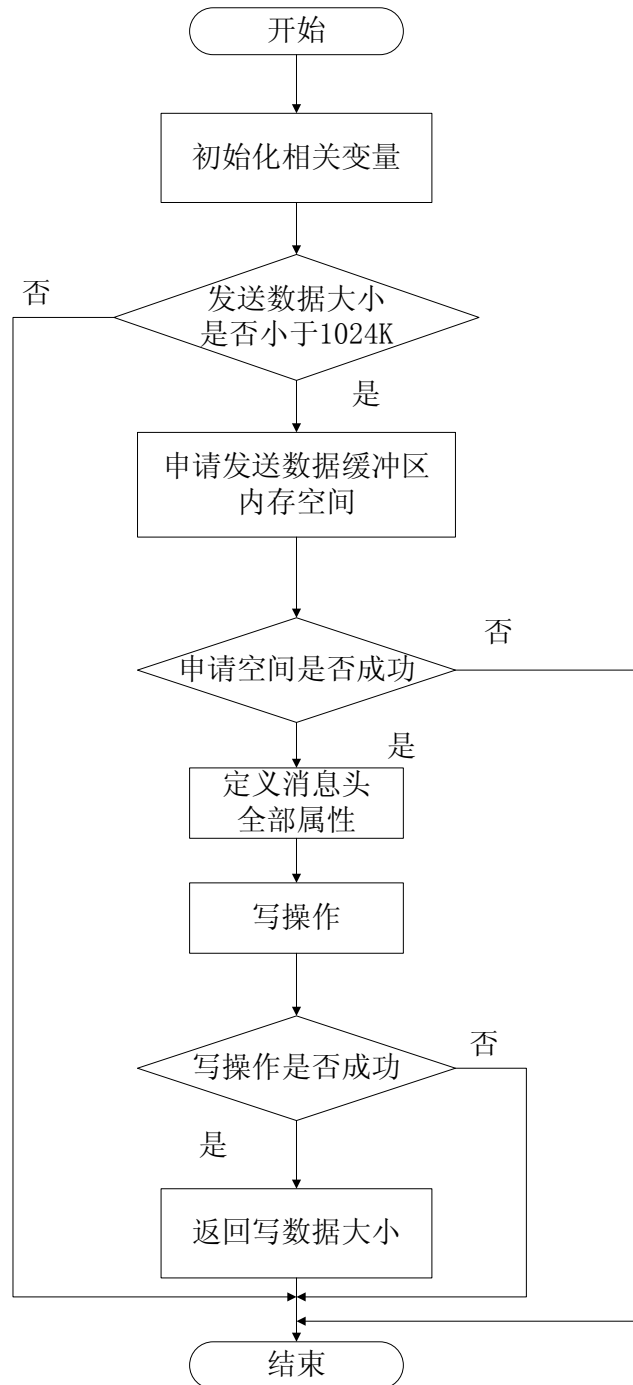 开始
初始化相关变量
否
发送数据大小
是否小于1024K
是
申请发送数据缓冲区
内存空间
否
申请空间是否成功
是
定义消息头
全部属性
写操作
否
写操作是否成功
是
返回写数据大小
结束